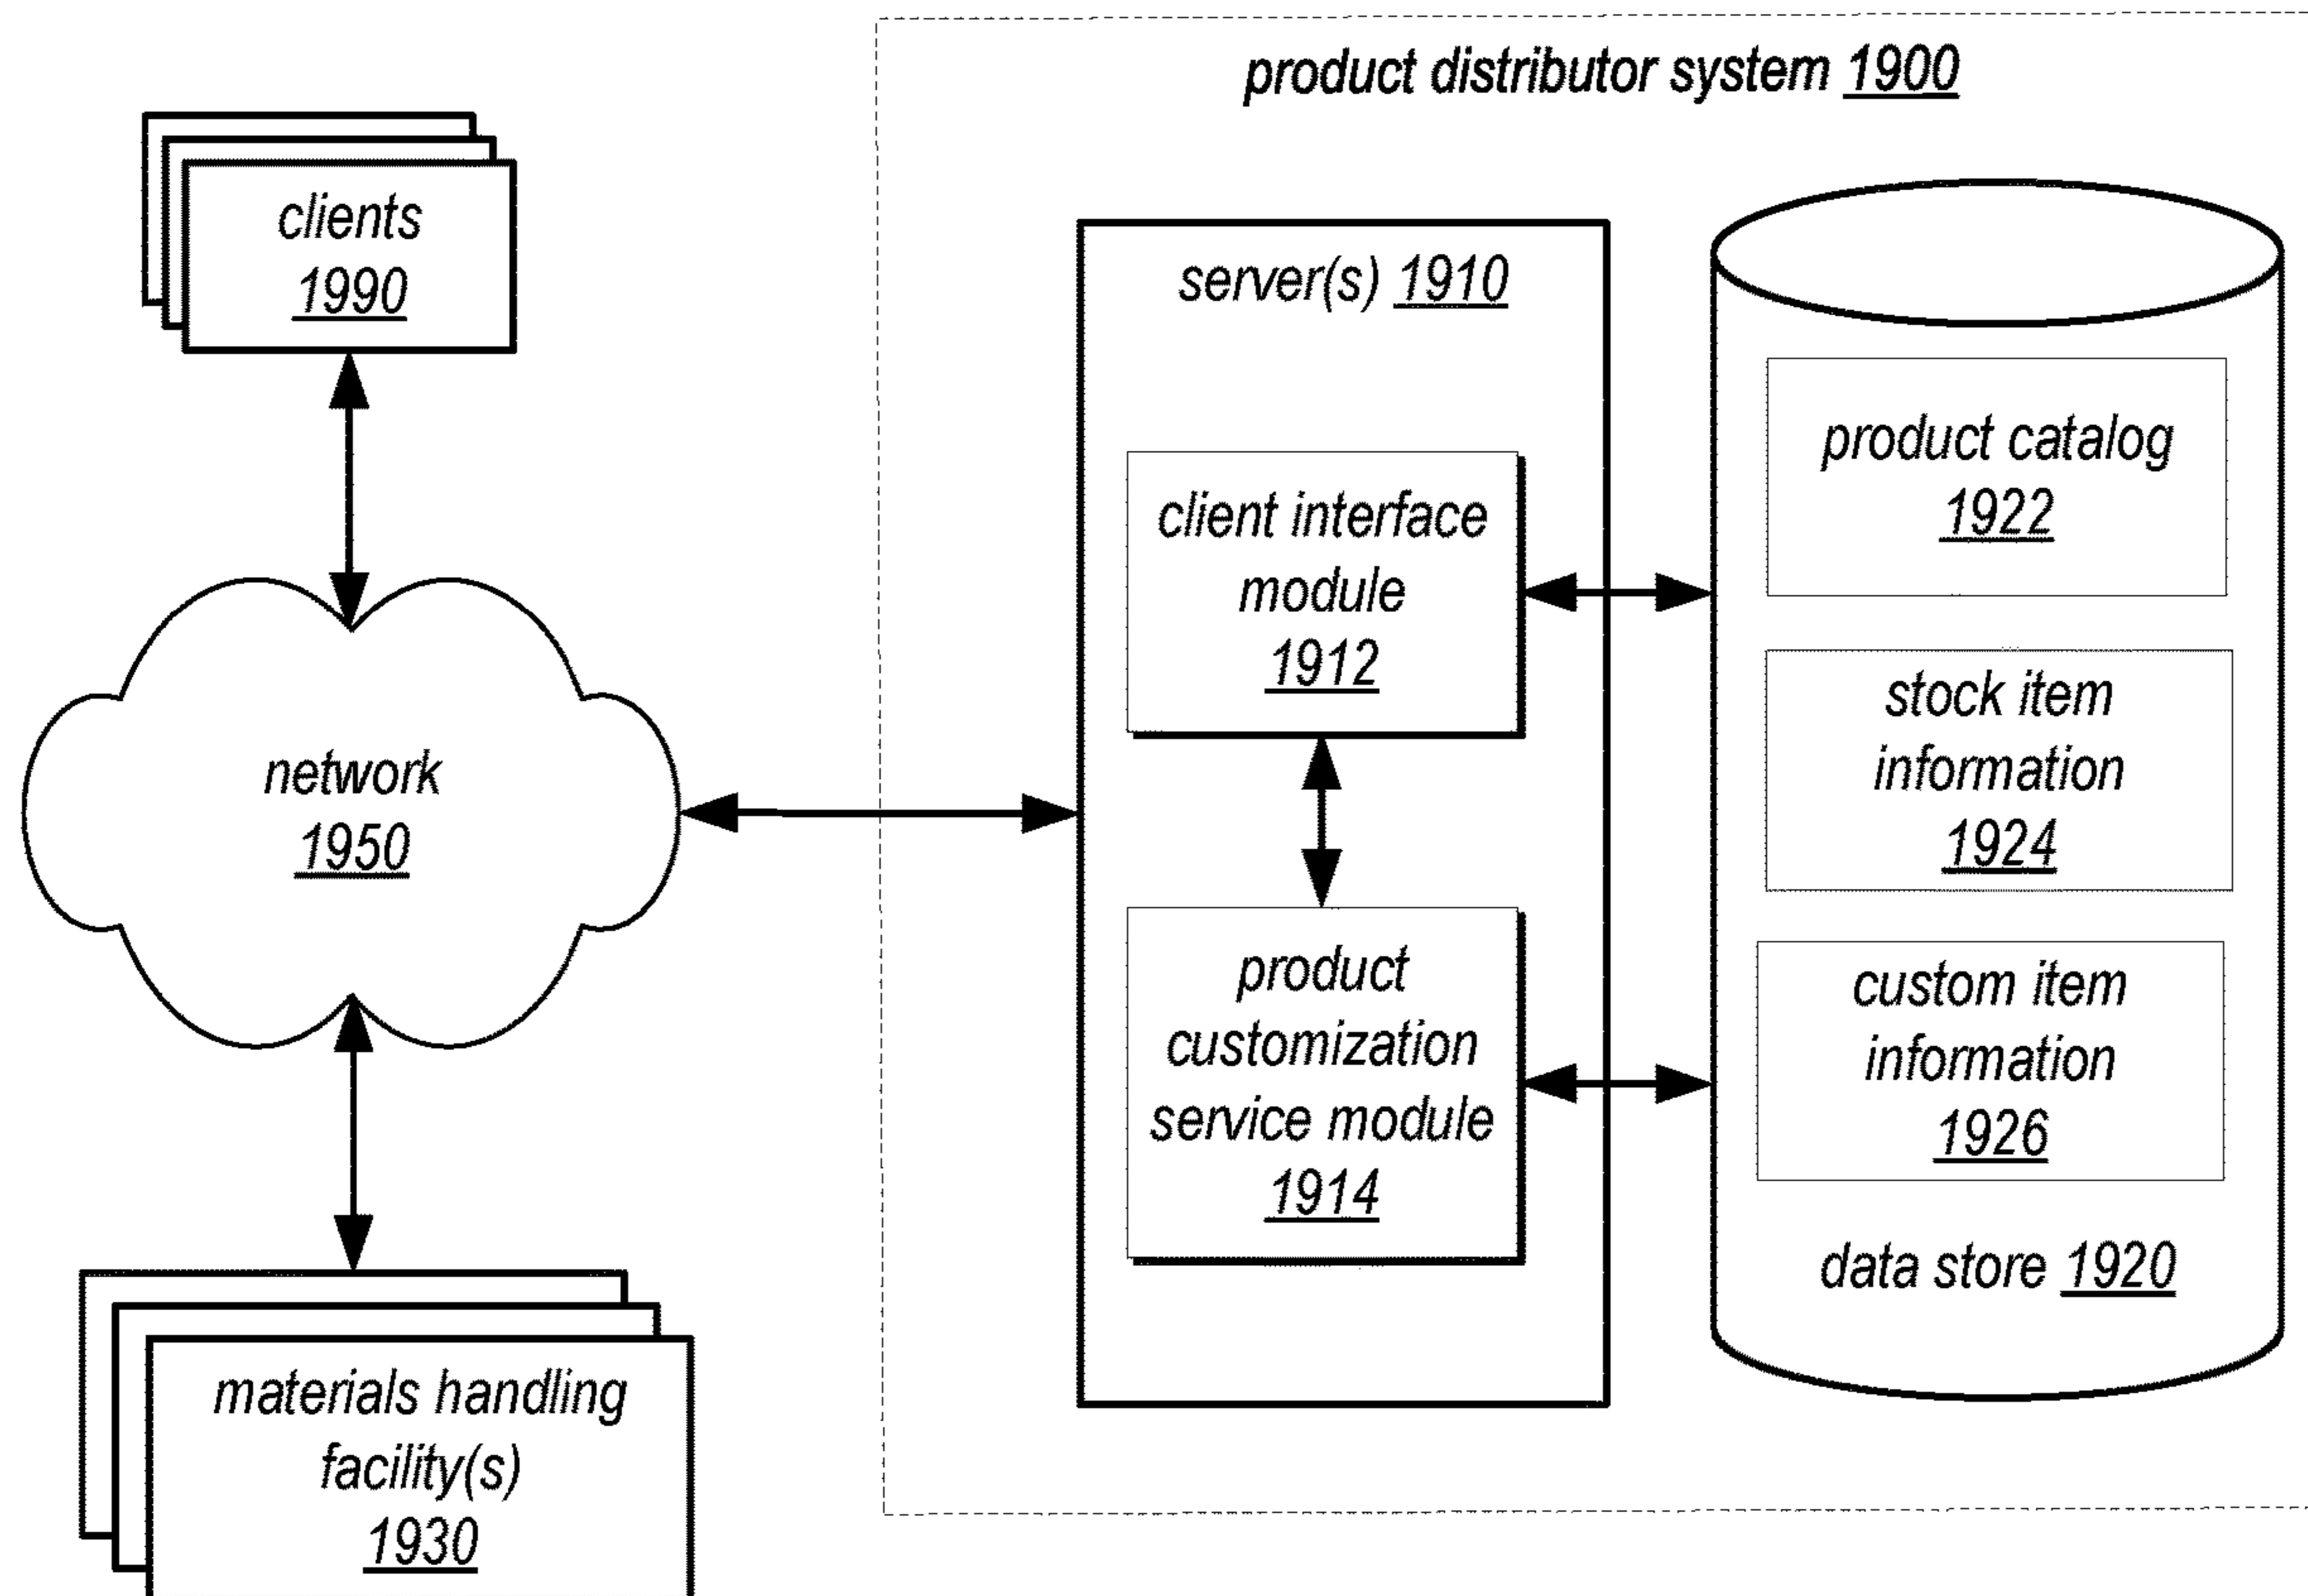 product distributor system 1900
clients
1990
server(s) 1910
product catalog
1922
client interface
module
1912
stock item
information
1924
network
1950
product
customization
service module
1914
custom item
information
1926
data store 1920
materials handling
facility(s)
1930